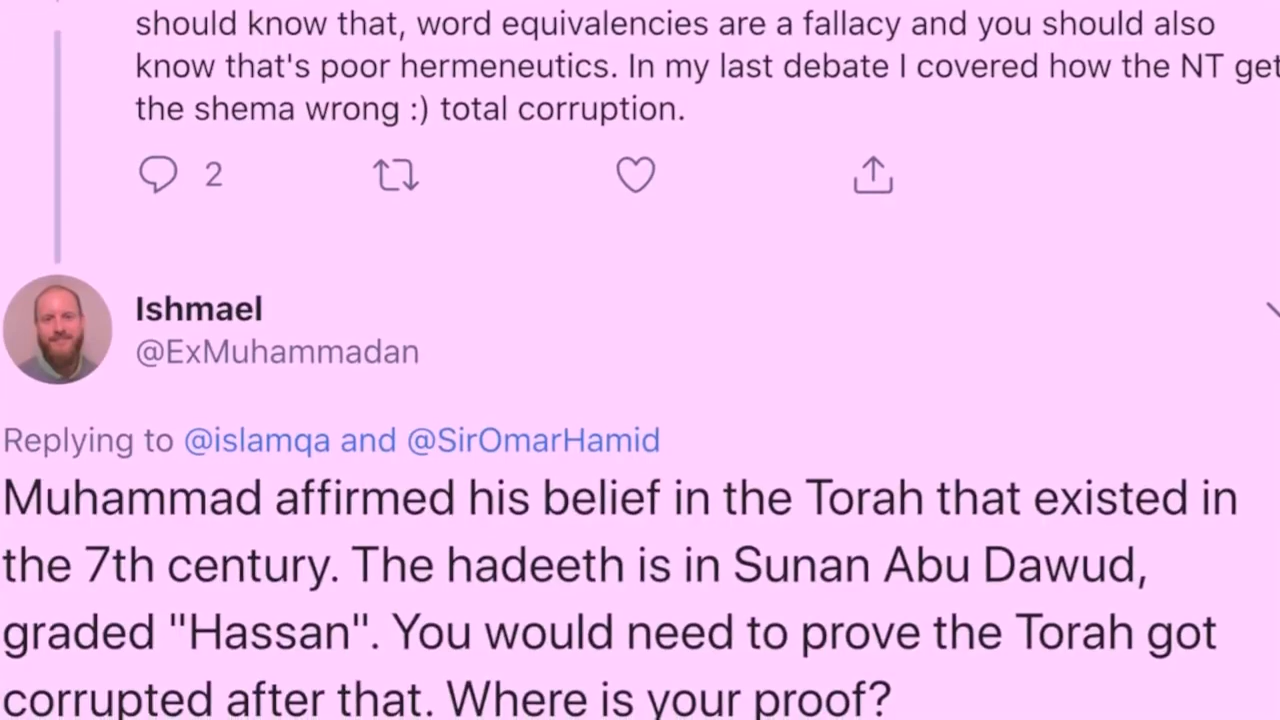 should know that, word equivalencies are a fallacy and you should also
know that's poor hermeneutics. In my last debate I covered how the NT get
the shema wrong :) total corruption.
2
Ishmael
@ExMuhammadan
Replying to @islamqa and @SirOmarHamid
Muhammad affirmed his belief in the Torah that existed in
the 7th century. The hadeeth is in Sunan Abu Dawud,
graded "Hassan". You would need to prove the Torah got
corrupted after that. Where is your proof?